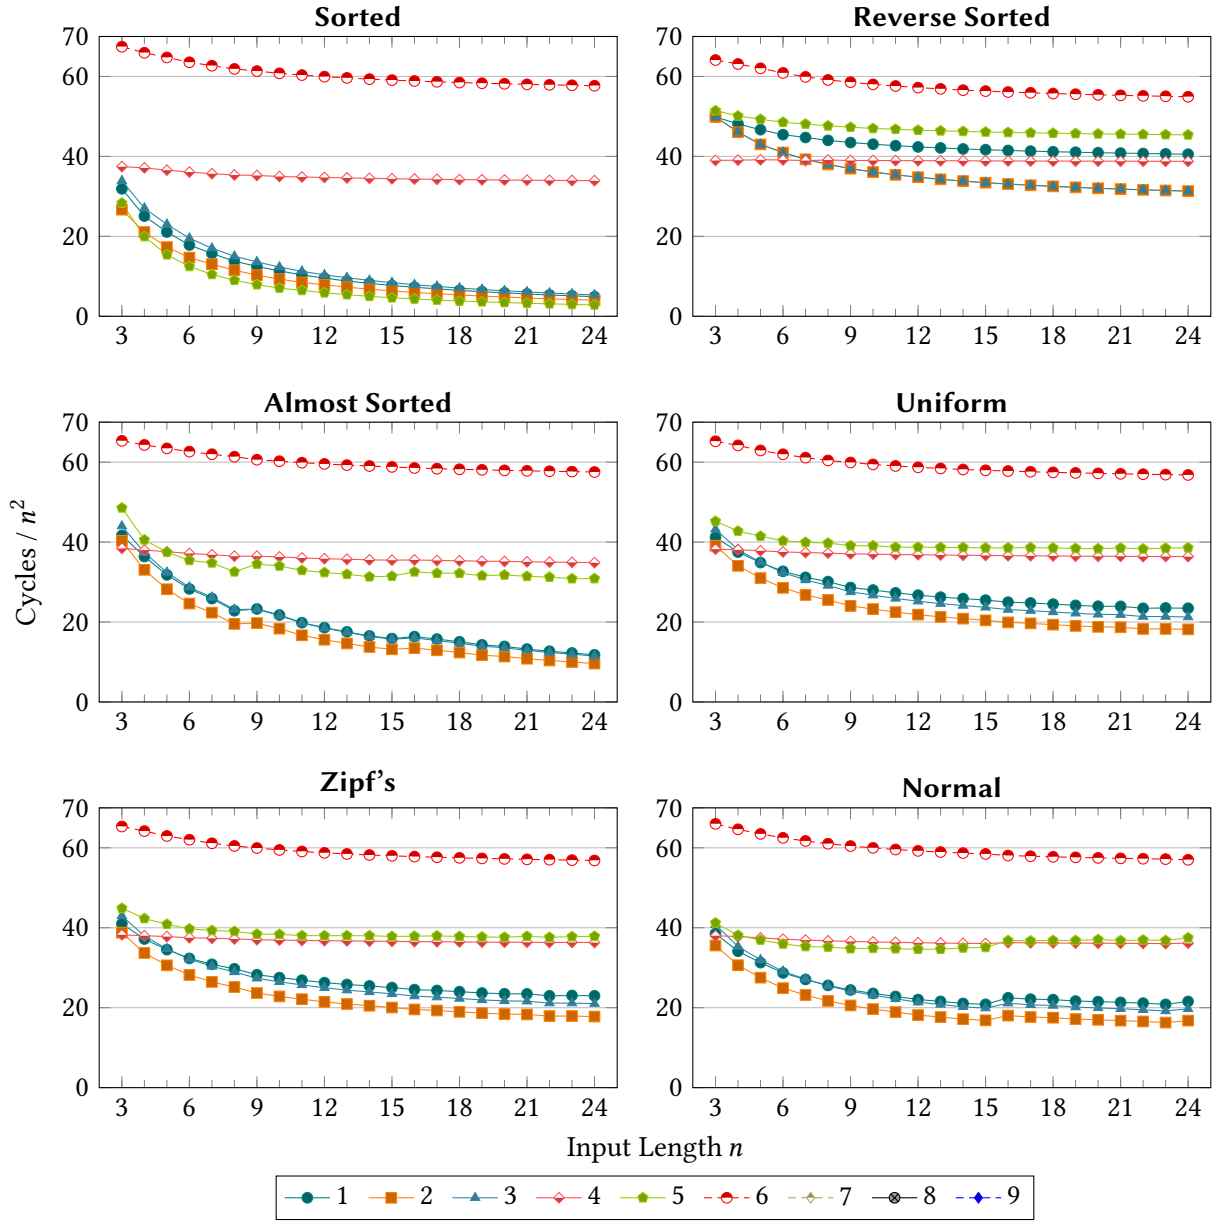 Sorted
Reverse Sorted
70
60
40
20
0
3 6 9 12 15 18 21 24
70
60
40
20
0
3 6 9 12 15 18 21 24
Almost Sorted
Uniform
Cycles / n²
70
60
40
20
0
3 6 9 12 15 18 21 24
70
60
40
20
0
3 6 9 12 15 18 21 24
Zipf's
Normal
70
60
40
20
0
3 6 9 12 15 18 21 24
70
60
40
20
0
3 6 9 12 15 18 21 24
Input Length n
1 2 3 4 5 6 7 8 9